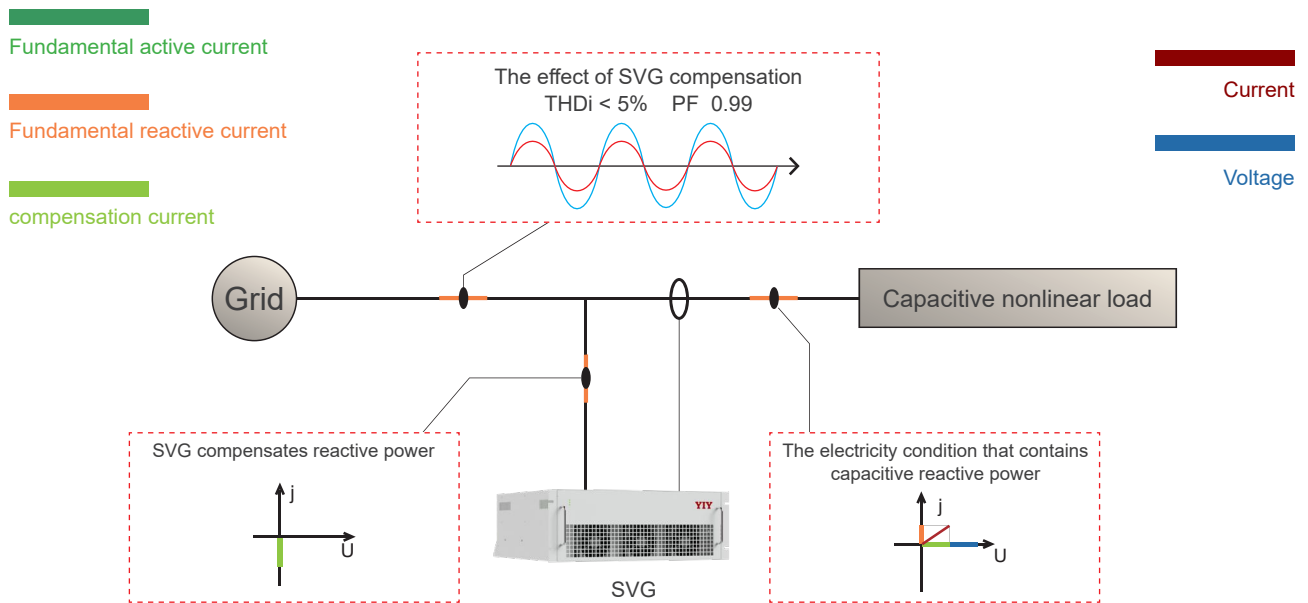 Fundamental active current
Fundamental reactive current
compensation current
The effect of SVG compensation
THDi < 5% PF 0.99
Current
Voltage
Grid
Capacitive nonlinear load
SVG compensates reactive power
j
U
YIY
SVG
The electricity condition that contains
capacitive reactive power
j
U